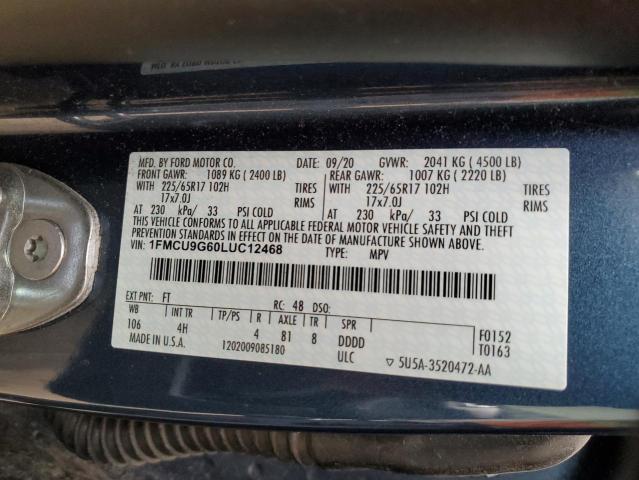 MFD. BY FORD MOTOR CO. 09/20 GVWR: 2041 KG ( 4500 LB)
FRONT GAWR: 1089 KG ( 2400 LB) REAR GAWR: 1007 KG ( 2220 LB)
WITH 225/65R17 102H TIRES WITH 225/65R17 102H TIRES
17x7.0J RIMS 17x7.0J RIMS
AT 230 kPa/ 33 PSI COLD AT 230 kPa/ 33 PSI COLD
THIS VEHICLE CONFORMS TO ALL APPLICABLE FEDERAL MOTOR VEHICLE SAFETY AND THEFT
PREVENTION STANDARDS IN EFFECT ON THE DATE OF MANUFACTURE SHOWN ABOVE.
VIN: 1FMCU9G60LUC12468 TYPE: MPV
EXT PNT: FT RC: 48 DSO:
WB INT TR TP/PS R AXLE TR SPR F0152
106 4H 4 81 8 DDDD T0163
MADE IN U.S.A. 1202009085180 ULC ▽ 5U5A-3520472-AA